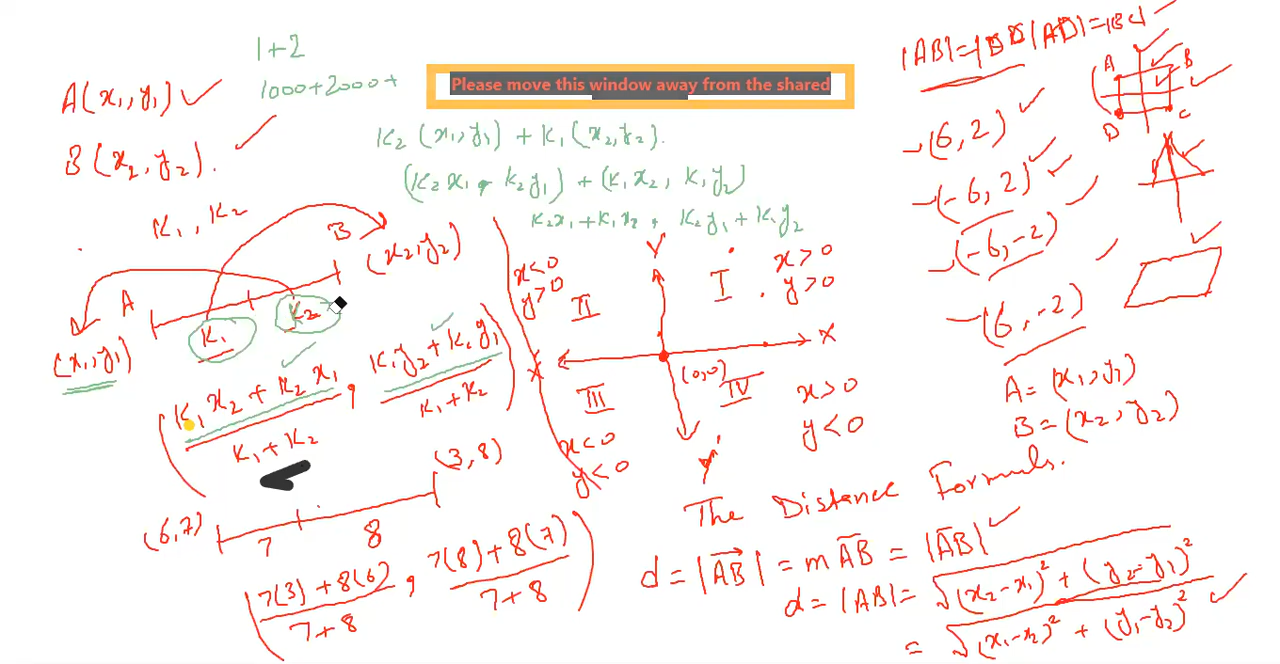 1+2
1000+2000+
A(x₁,y₁) ✓
B(x₂,y₂). ✓
K₁,K₂
Please move this window away from the shared
K₂(x₁,y₁) + K₁(x₂,y₂).
(K₂x₁, K₂y₁) + (K₁x₂, K₁y₂)
K₂x₁+K₁x₂, K₂y₁+K₁y₂
A
B
(x₂,y₂)
K₁
K₂
(x₁,y₁)
(K₁x₂ + K₂x₁ / K₁+K₂ , K₁y₂+K₂y₁ / K₁+K₂)
(6,7)
7
8
(3,8)
(7(3)+8(6) / 7+8 , 7(8)+8(7) / 7+8)
x<0
y>0
II
Y
I
x>0
y>0
X
X
(0,0)
III
x<0
y<0
IV
x>0
y<0
Y'
|AD|=
A
B
D
C
(6,2)
(-6,2)
(-6,-2)
(6,-2)
A=(x₁,y₁)
B=(x₂,y₂)
The Distance Formula.
d = |AB| = mAB = |AB|
d = |AB| = √(x₂-x₁)² + (y₂-y₁)²
= √(x₁-x₂)² + (y₁-y₂)²